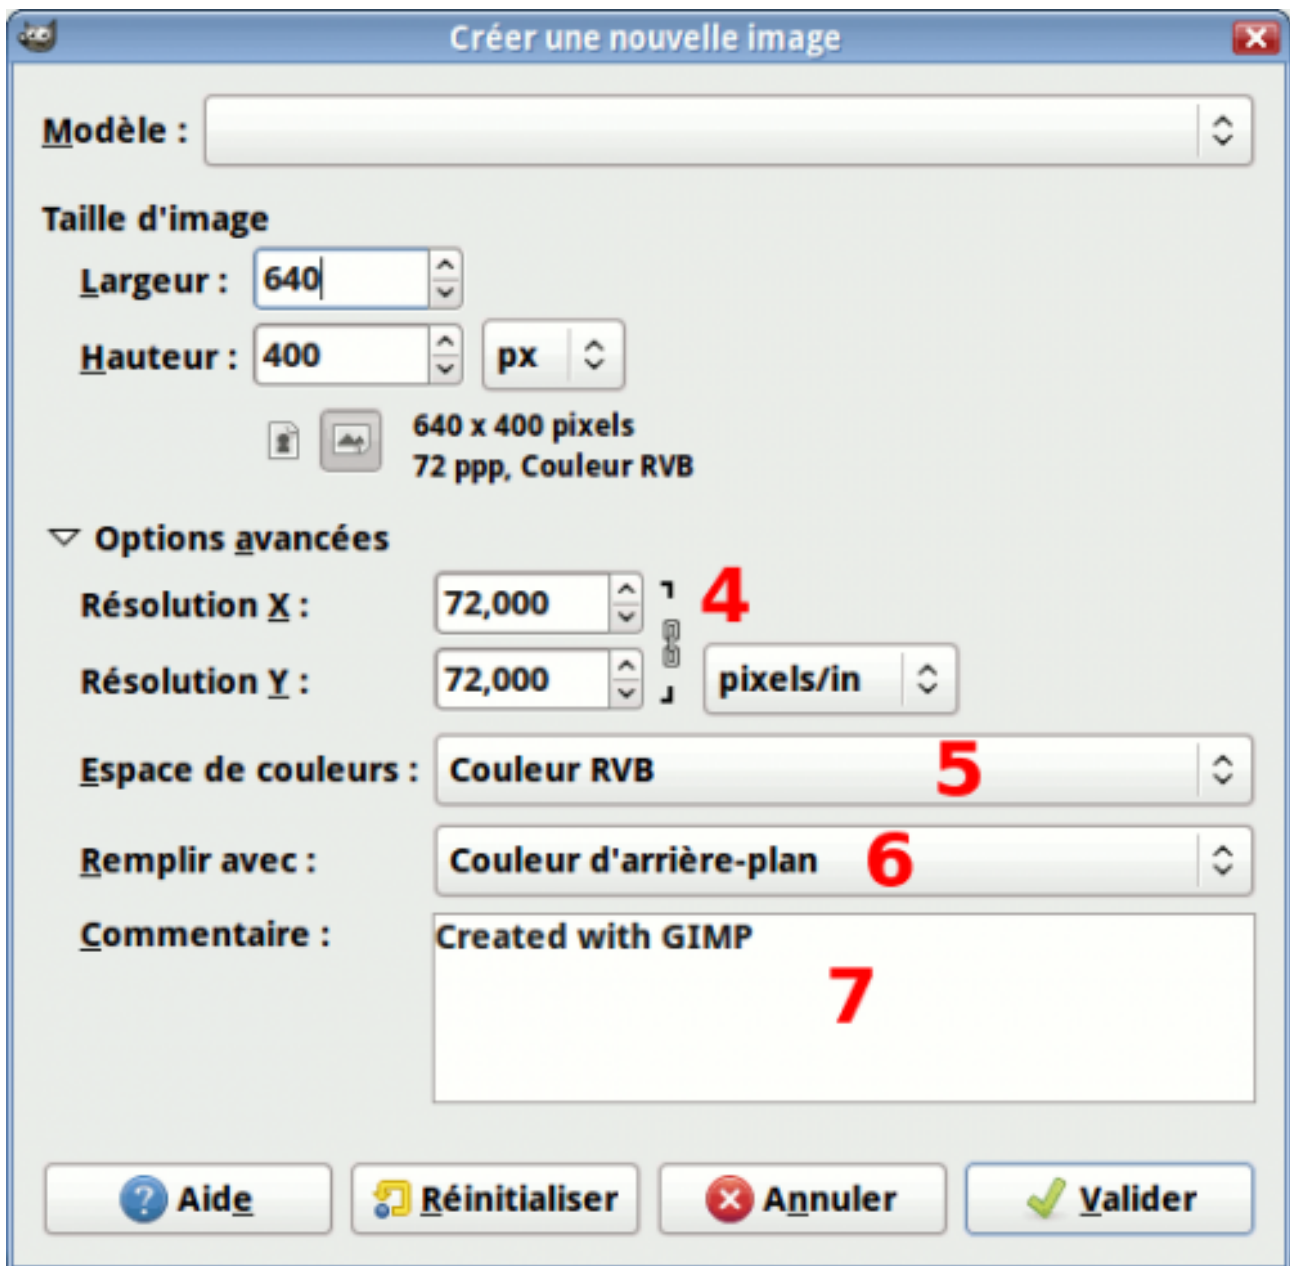 Créer une nouvelle image
Modèle :
Taille d'image
Largeur : 640
Hauteur : 400 px
640 x 400 pixels
72 ppp, Couleur RVB
Options avancées
Résolution X : 72,000 4
Résolution Y : 72,000 pixels/in
Espace de couleurs : Couleur RVB 5
Remplir avec : Couleur d'arrière-plan 6
Commentaire : Created with GIMP
7
Aide Réinitialiser Annuler Valider